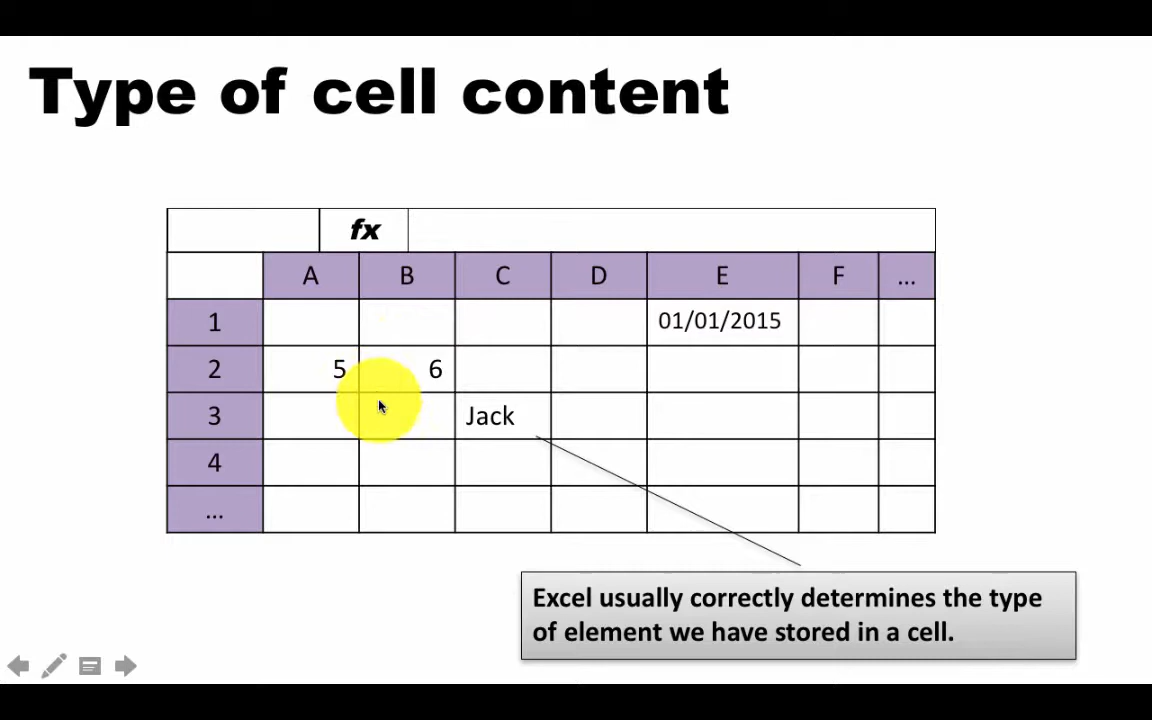 Type of cell content
fx
A B C D E F ...
1 01/01/2015
2 5 6
3 Jack
4
...
Excel usually correctly determines the type
of element we have stored in a cell.